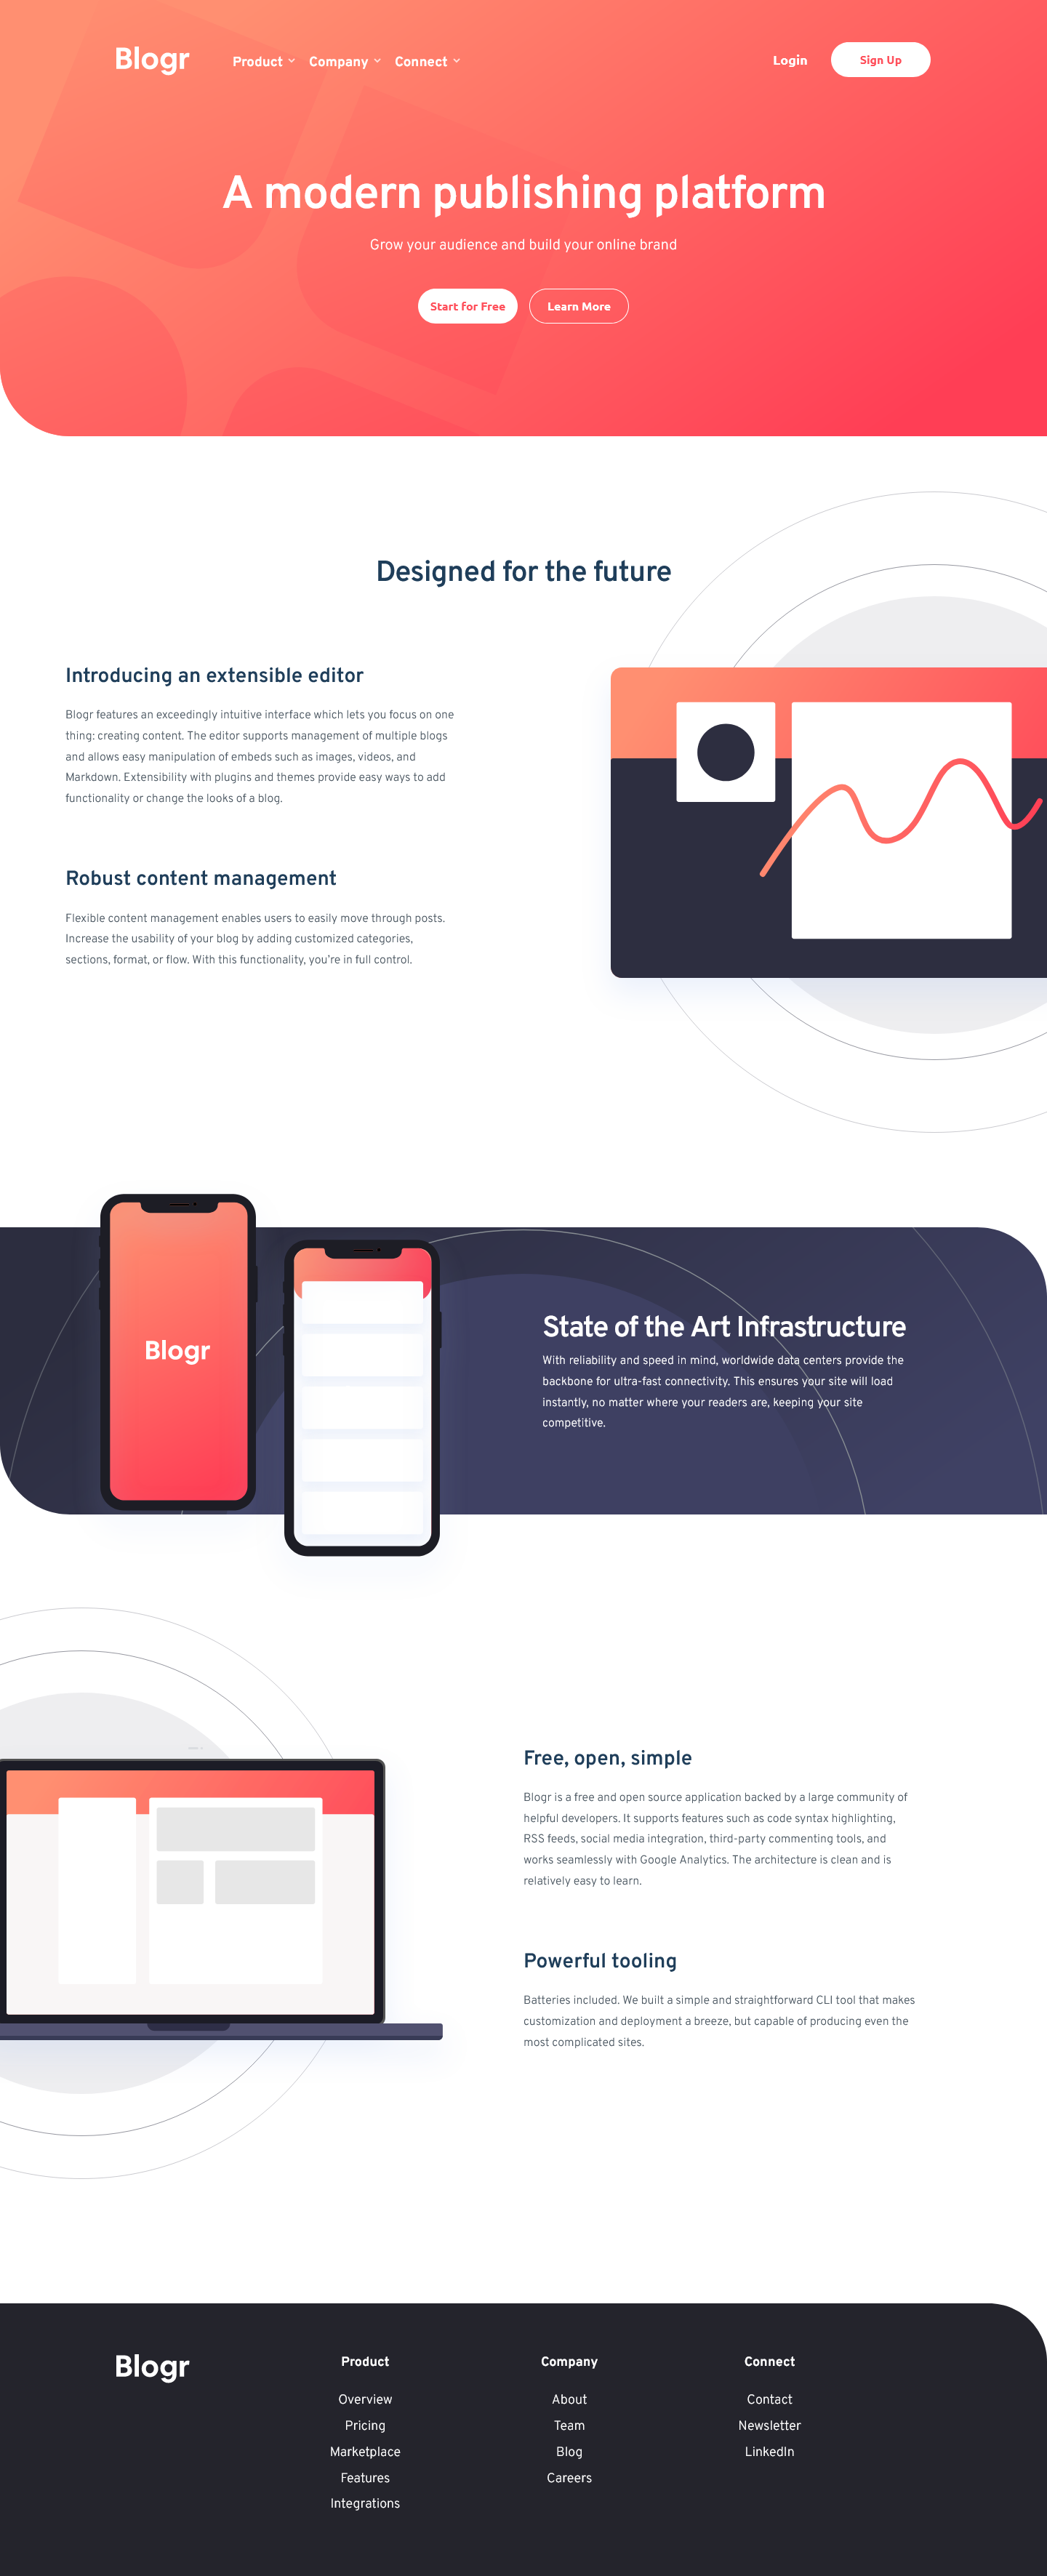 Blogr
Product
Company
Connect
Login
Sign Up
A modern publishing platform
Grow your audience and build your online brand
Start for Free
Learn More
Designed for the future
Introducing an extensible editor
Blogr features an exceedingly intuitive interface which lets you focus on one
thing: creating content. The editor supports management of multiple blogs
and allows easy manipulation of embeds such as images, videos, and
Markdown. Extensibility with plugins and themes provide easy ways to add
functionality or change the looks of a blog.
Robust content management
Flexible content management enables users to easily move through posts.
Increase the usability of your blog by adding customized categories,
sections, format, or flow. With this functionality, you're in full control.
Blogr
State of the Art Infrastructure
With reliability and speed in mind, worldwide data centers provide the
backbone for ultra-fast connectivity. This ensures your site will load
instantly, no matter where your readers are, keeping your site
competitive.
Free, open, simple
Blogr is a free and open source application backed by a large community of
helpful developers. It supports features such as code syntax highlighting,
RSS feeds, social media integration, third-party commenting tools, and
works seamlessly with Google Analytics. The architecture is clean and is
relatively easy to learn.
Powerful tooling
Batteries included. We built a simple and straightforward CLI tool that makes
customization and deployment a breeze, but capable of producing even the
most complicated sites.
Blogr
Product
Overview
Pricing
Marketplace
Features
Integrations
Company
About
Team
Blog
Careers
Connect
Contact
Newsletter
LinkedIn